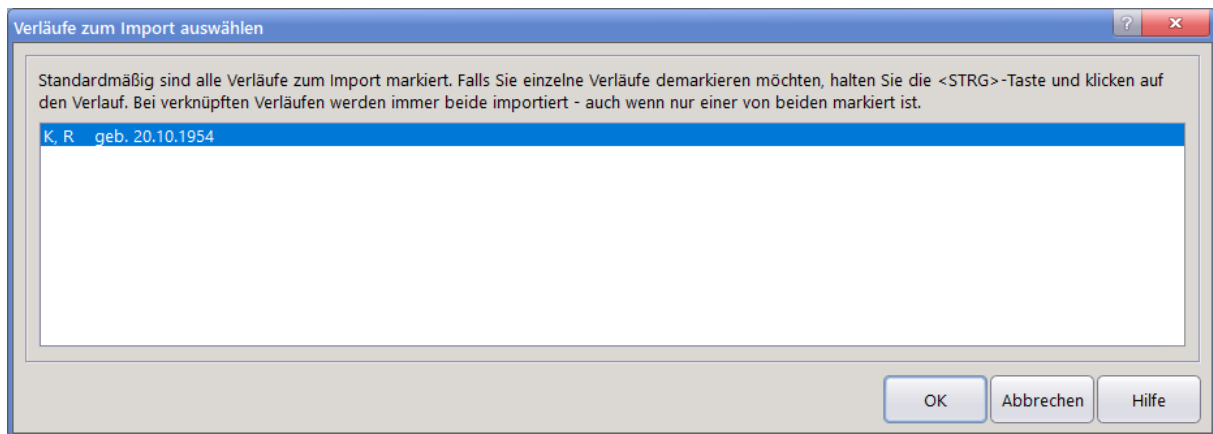 Verläufe zum Import auswählen
?
Standardmäßig sind alle Verläufe zum Import markiert. Falls Sie einzelne Verläufe demarkieren möchten, halten Sie die <STRG>-Taste und klicken auf
den Verlauf. Bei verknüpften Verläufen werden immer beide importiert - auch wenn nur einer von beiden markiert ist.
K, R geb. 20.10.1954
OK Abbrechen Hilfe